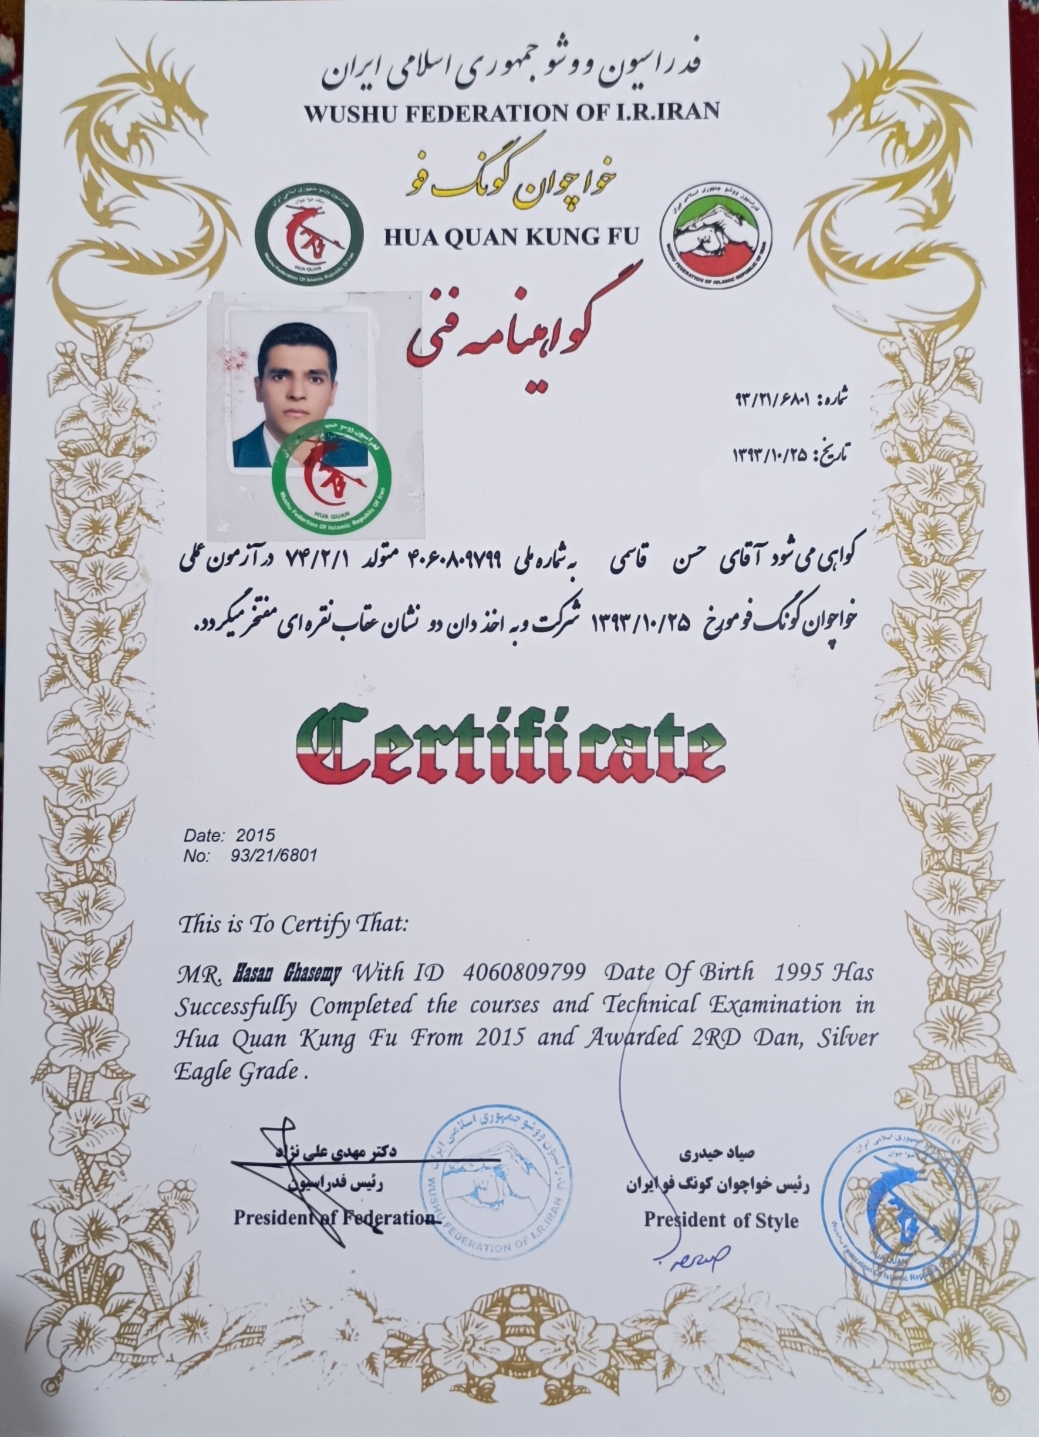 فدراسیون ووشو جمهوری اسلامی ایران
WUSHU FEDERATION OF I.R.IRAN
خواچوان کونگ فو
HUA QUAN KUNG FU
گواهینامه فنی
شماره: ۹۳/۲۱/۶۸۰۱
تاریخ: ۱۳۹۳/۱۰/۲۵
گواهی می شود آقای حسن قاسمی به شماره ملی ۴۰۶۰۸۰۹۷۹۹ متولد ۷۴/۲/۱ در آزمون عملی
خواچوان کونگ فو مورخ ۱۳۹۳/۱۰/۲۵ شرکت و به اخذ دان دو نشان عقاب نقره ای مفتخر میگردد.
Certificate
Date: 2015
No: 93/21/6801
This is To Certify That:
MR. Hasan Ghasemy With ID 4060809799 Date Of Birth 1995 Has
Successfully Completed the courses and Technical Examination in
Hua Quan Kung Fu From 2015 and Awarded 2RD Dan, Silver
Eagle Grade .
دکتر مهدی علی نژاد
رئیس فدراسیون
President of Federation
صیاد حیدری
رئیس خواچوان کونگ فو ایران
President of Style
HUA QUAN
WUSHU FEDERATION OF I.R.IRAN